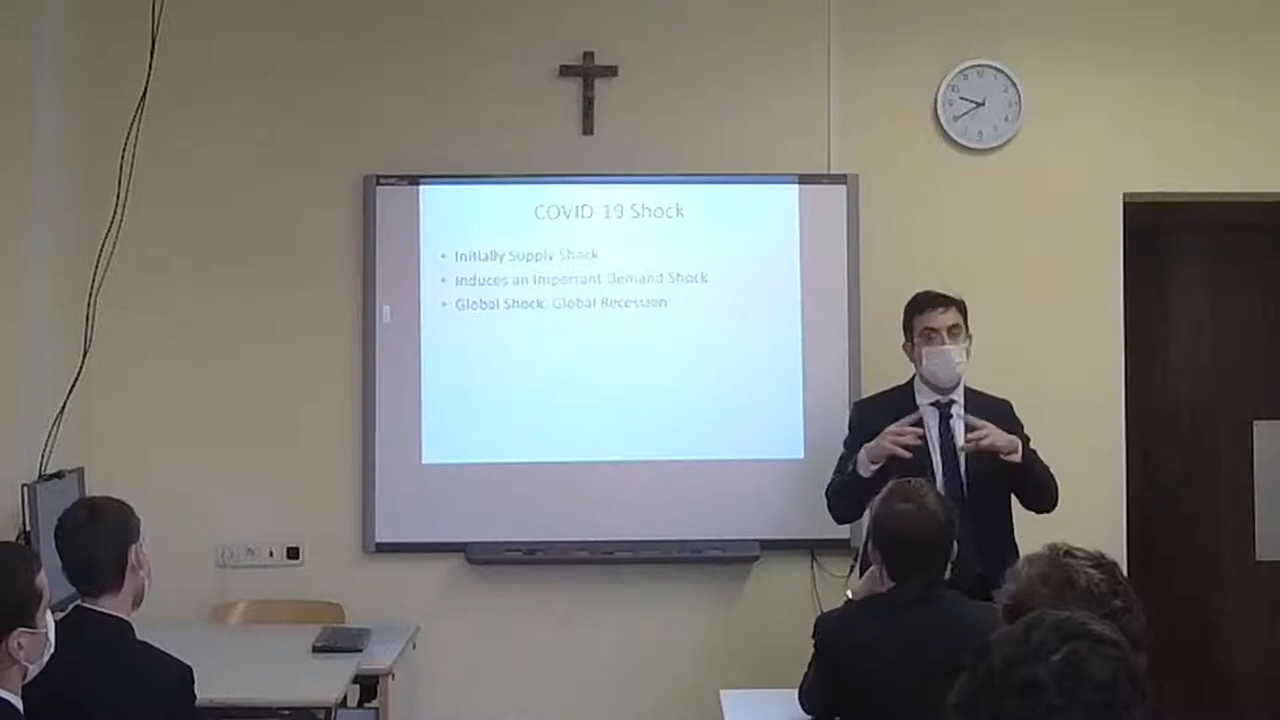 COVID-19 Shock
• Initially Supply Shock
• Induces an Important Demand Shock
• Global Shock, Global Recession